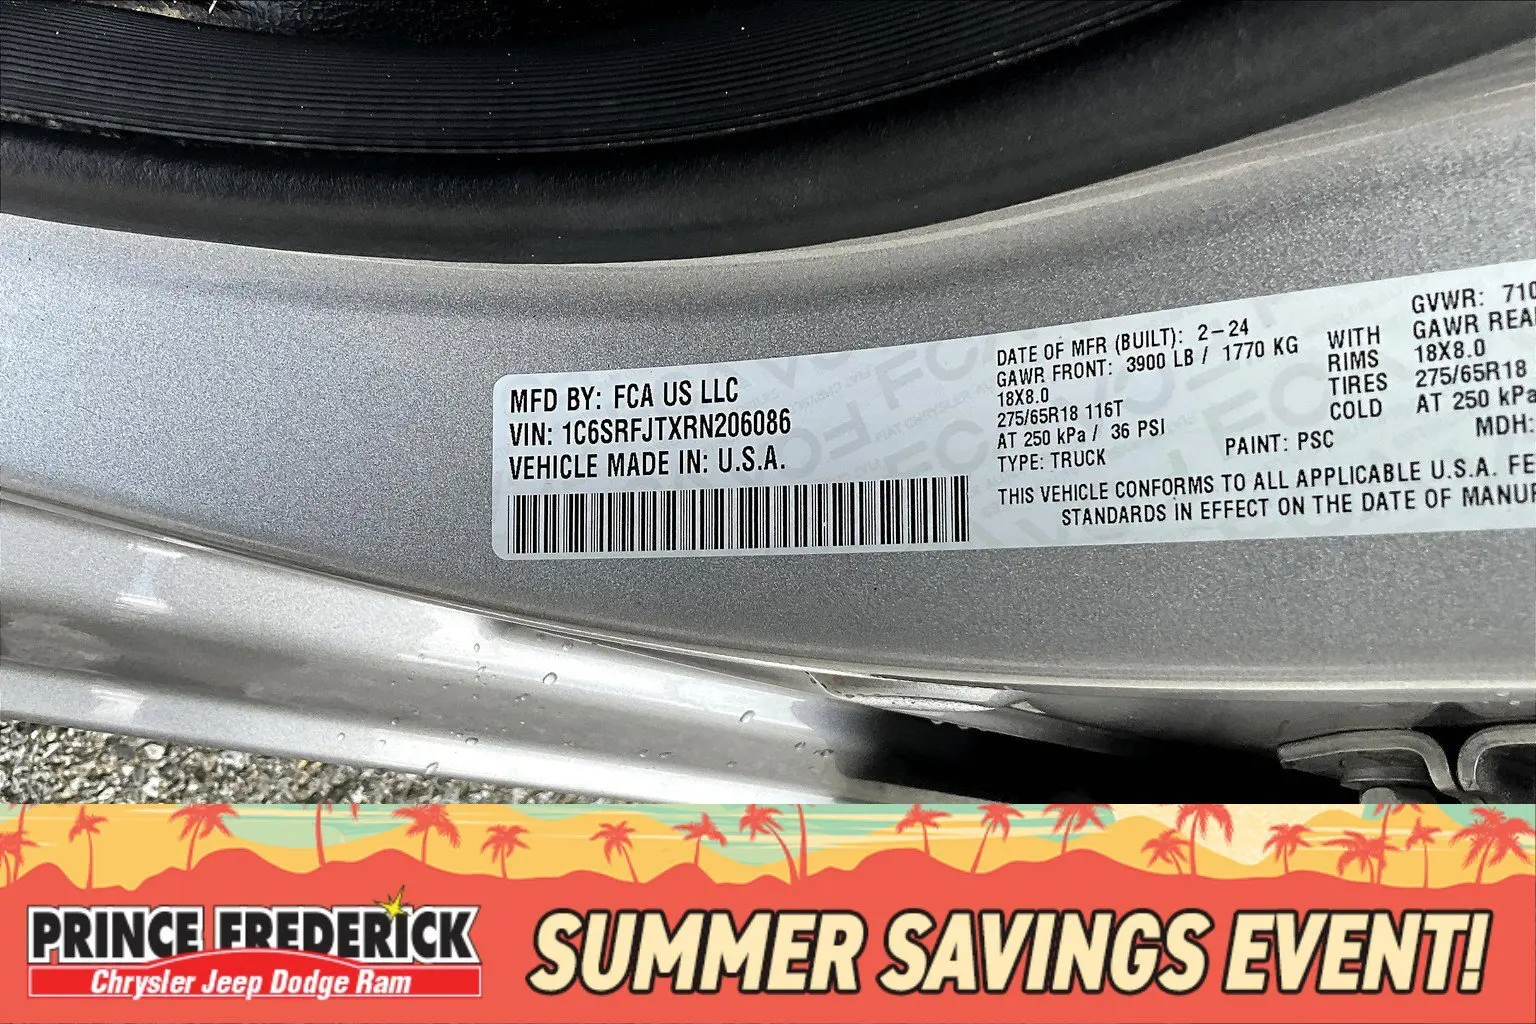 MFD BY: FCA US LLC
VIN: 1C6SRFJTXRN206086
VEHICLE MADE IN: U.S.A.
DATE OF MFR (BUILT): 2-24
GAWR FRONT: 3900 LB / 1770 KG
18X8.0
275/65R18 116T
AT 250 kPa / 36 PSI
TYPE: TRUCK
WITH
RIMS
TIRES
COLD
PAINT: PSC
GVWR: 710
GAWR REAR
18X8.0
275/65R18
AT 250 kPa
MDH:
THIS VEHICLE CONFORMS TO ALL APPLICABLE U.S.A. FE
STANDARDS IN EFFECT ON THE DATE OF MANUF
PRINCE FREDERICK
Chrysler Jeep Dodge Ram
SUMMER SAVINGS EVENT!